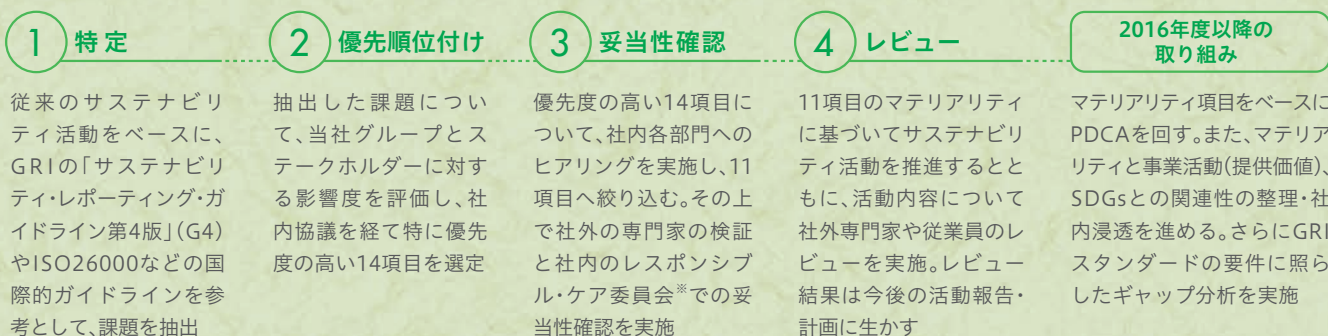 1 特定
従来のサステナビリ
ティ活動をベースに、
GRIの「サステナビリ
ティ・レポーティング・ガ
イドライン第4版」(G4)
やISO26000などの国
際的ガイドラインを参
考として、課題を抽出
2 優先順位付け
抽出した課題につい
て、当社グループとス
テークホルダーに対す
る影響度を評価し、社
内協議を経て特に優先
度の高い14項目を選定
3 妥当性確認
優先度の高い14項目に
ついて、社内各部門への
ヒアリングを実施し、11
項目へ絞り込む。その上
で社外の専門家の検証
と社内のレスポンシブ
ル・ケア委員会※での妥
当性確認を実施
4 レビュー
11項目のマテリアリティ
に基づいてサステナビリ
ティ活動を推進するとと
もに、活動内容について
社外専門家や従業員のレ
ビューを実施。レビュー
結果は今後の活動報告・
計画に生かす
2016年度以降の
取り組み
マテリアリティ項目をベースに
PDCAを回す。また、マテリア
リティと事業活動(提供価値)、
SDGsとの関連性の整理・社
内浸透を進める。さらにGRI
スタンダードの要件に照ら
したギャップ分析を実施